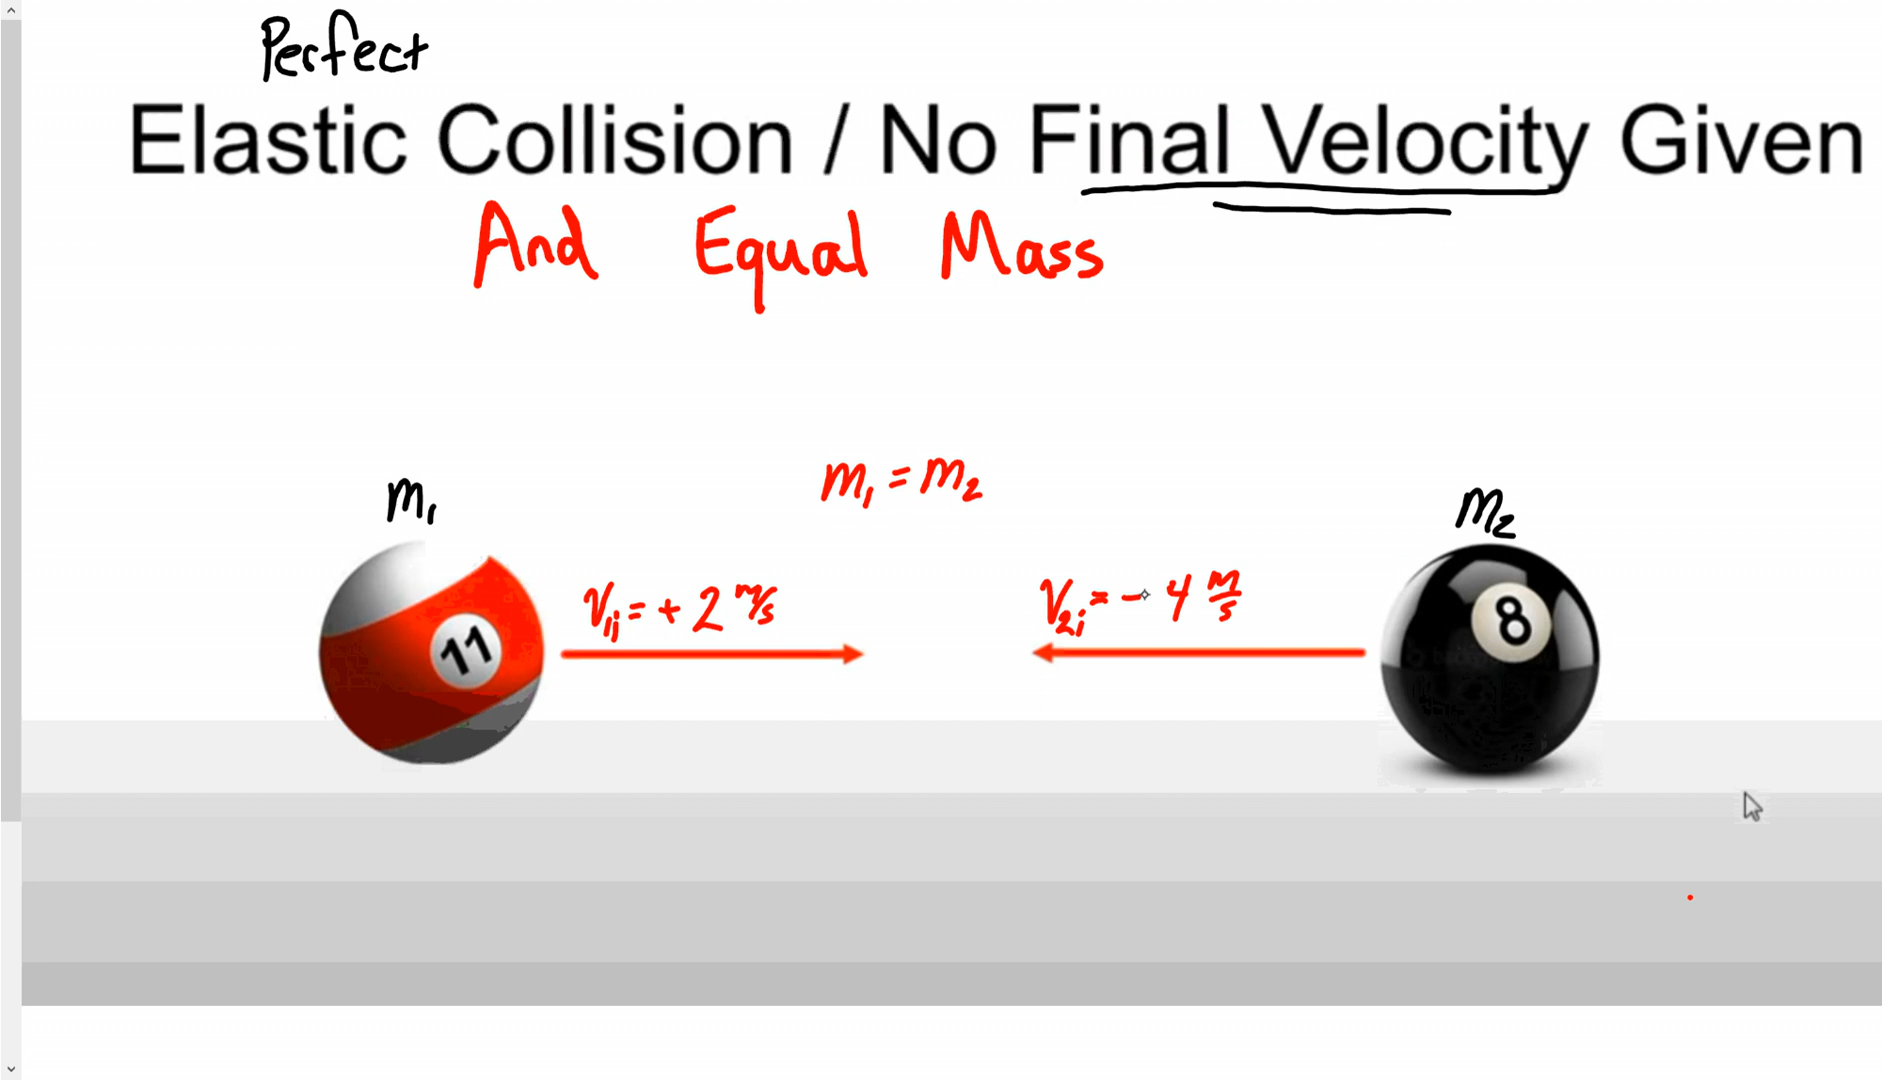 Perfect
Elastic Collision / No Final Velocity Given
And Equal Mass
m₁ = m₂
m₁
m₂
V₁ᵢ = + 2 m/s
V₂ᵢ = - 4 m/s
11
8